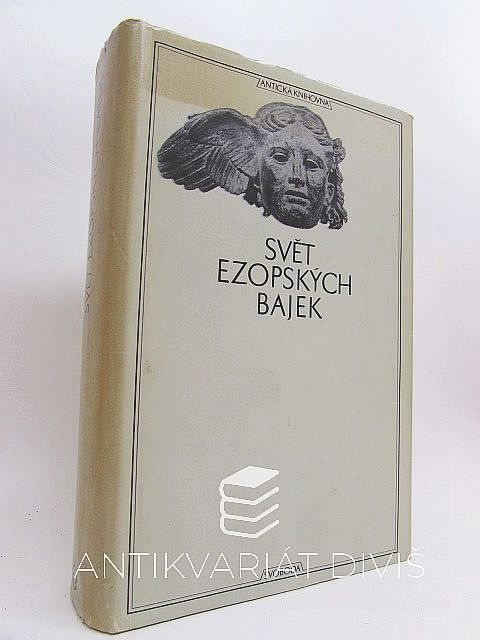 ANTICKÁ KNIHOVNA
SVĚT
EZOPSKÝCH
BAJEK
ANTIKVARIÁT DIVIŠ
SVOBODA